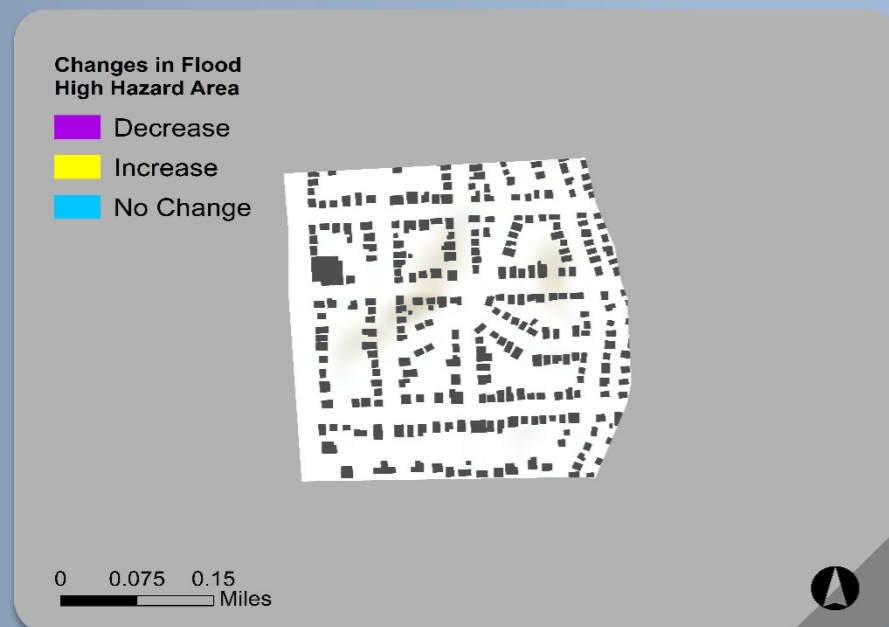 Changes in Flood
High Hazard Area
Decrease
Increase
No Change
0 0.075 0.15
Miles